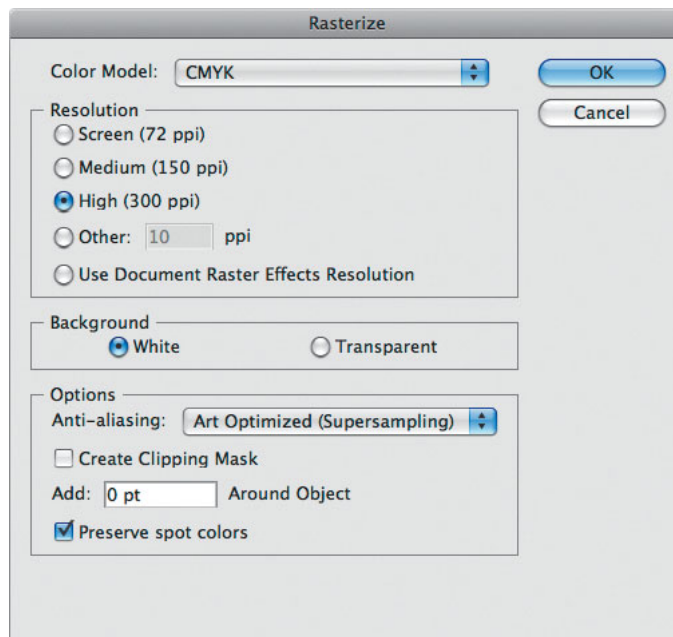 Rasterize
Color Model: CMYK
OK
Cancel
Resolution
Screen (72 ppi)
Medium (150 ppi)
High (300 ppi)
Other: 10 ppi
Use Document Raster Effects Resolution
Background
White Transparent
Options
Anti-aliasing: Art Optimized (Supersampling)
Create Clipping Mask
Add: 0 pt Around Object
Preserve spot colors